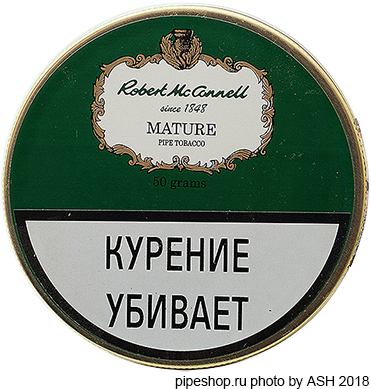 Robert McConnell
since 1848
MATURE
PIPE TOBACCO
50 grams
КУРЕНИЕ
УБИВАЕТ
pipeshop.ru photo by ASH 2018